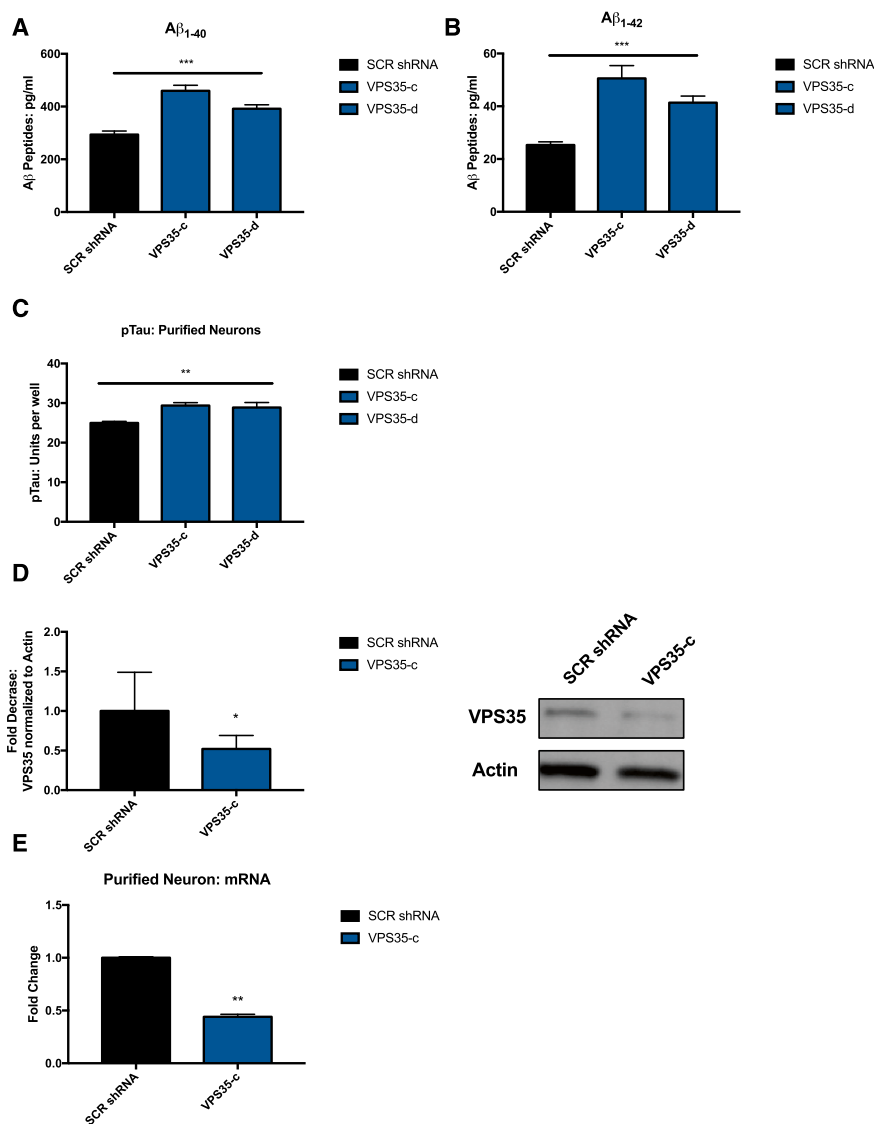 A
Aβ1-40
Aβ Peptides: pg/ml
600
400
200
0
***
SCR shRNA
VPS35-c
VPS35-d
SCR shRNA
VPS35-c
VPS35-d
B
Aβ1-42
Aβ Peptides: pg/ml
60
40
20
0
***
SCR shRNA
VPS35-c
VPS35-d
SCR shRNA
VPS35-c
VPS35-d
C
pTau: Purified Neurons
pTau: Units per well
40
30
20
10
0
**
SCR shRNA
VPS35-c
VPS35-d
SCR shRNA
VPS35-c
VPS35-d
D
Fold Decrase:
VPS35 normalized to Actin
2.0
1.5
1.0
0.5
0.0
*
SCR shRNA
VPS35-c
SCR shRNA
VPS35-c
SCR shRNA
VPS35-c
VPS35
Actin
E
Purified Neuron: mRNA
Fold Change
1.5
1.0
0.5
0.0
**
SCR shRNA
VPS35-c
SCR shRNA
VPS35-c